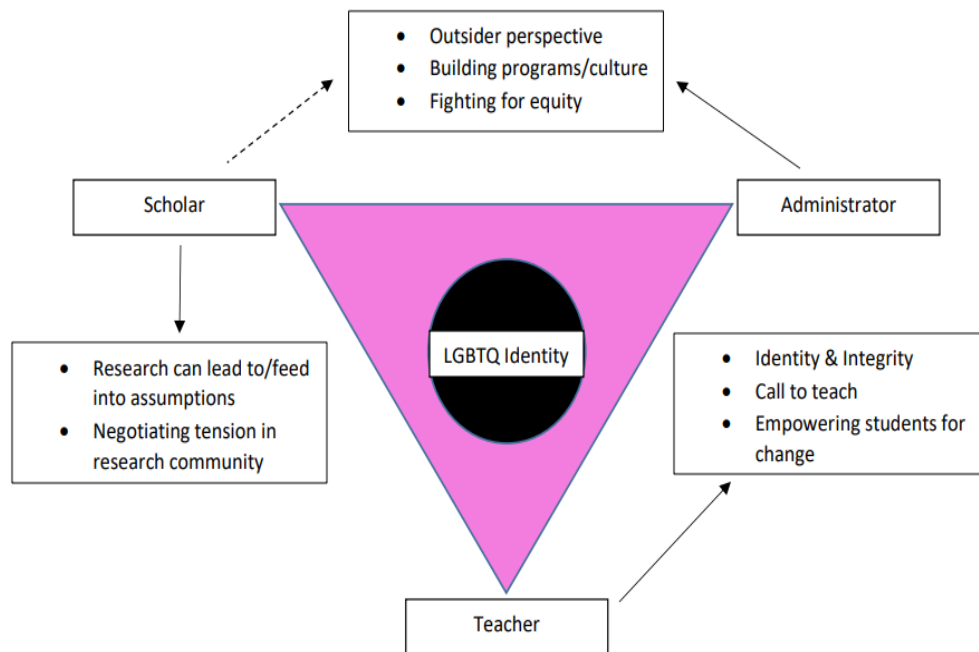 • Outsider perspective
• Building programs/culture
• Fighting for equity
Scholar
Administrator
LGBTQ Identity
• Research can lead to/feed
into assumptions
• Negotiating tension in
research community
• Identity & Integrity
• Call to teach
• Empowering students for
change
Teacher